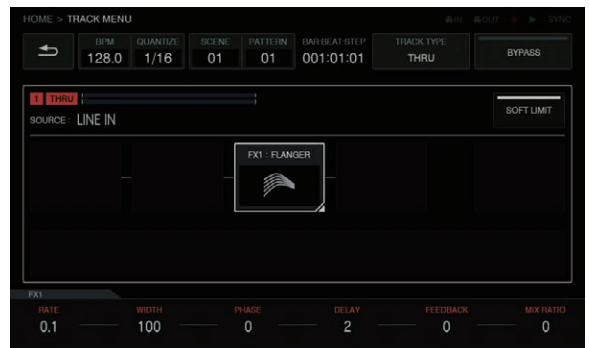 HOME > TRACK MENU
IN OUT SYNC
BPM QUANTIZE SCENE PATTERN BAR:BEAT:STEP TRACK TYPE
128.0 1/16 01 01 001:01:01 THRU BYPASS
1 THRU
SOURCE : LINE IN
SOFT LIMIT
FX1 : FLANGER
FX1
RATE WIDTH PHASE DELAY FEEDBACK MIX RATIO
0.1 100 0 2 0 0